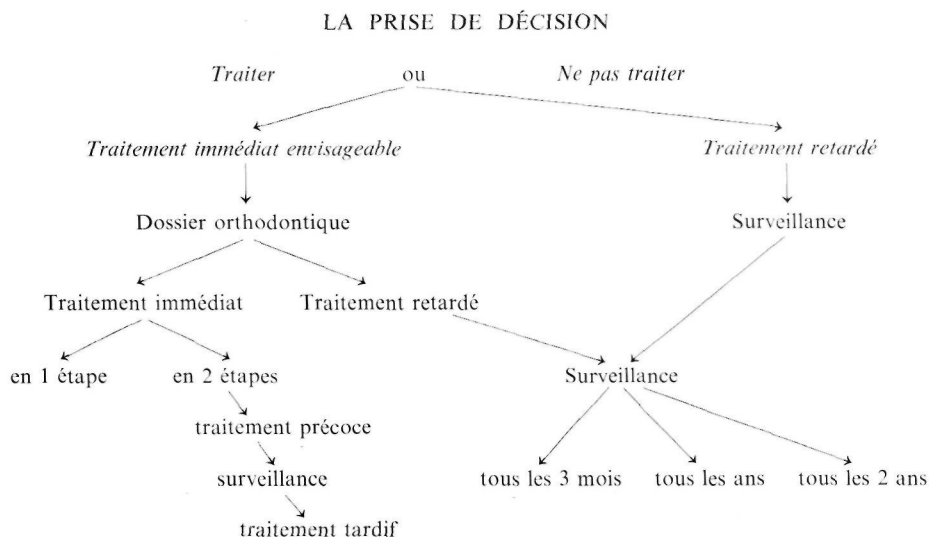 LA PRISE DE DÉCISION
Traiter ou Ne pas traiter
Traitement immédiat envisageable Traitement retardé
Dossier orthodontique Surveillance
Traitement immédiat Traitement retardé
en 1 étape en 2 étapes Surveillance
traitement précoce
surveillance tous les 3 mois tous les ans tous les 2 ans
traitement tardif